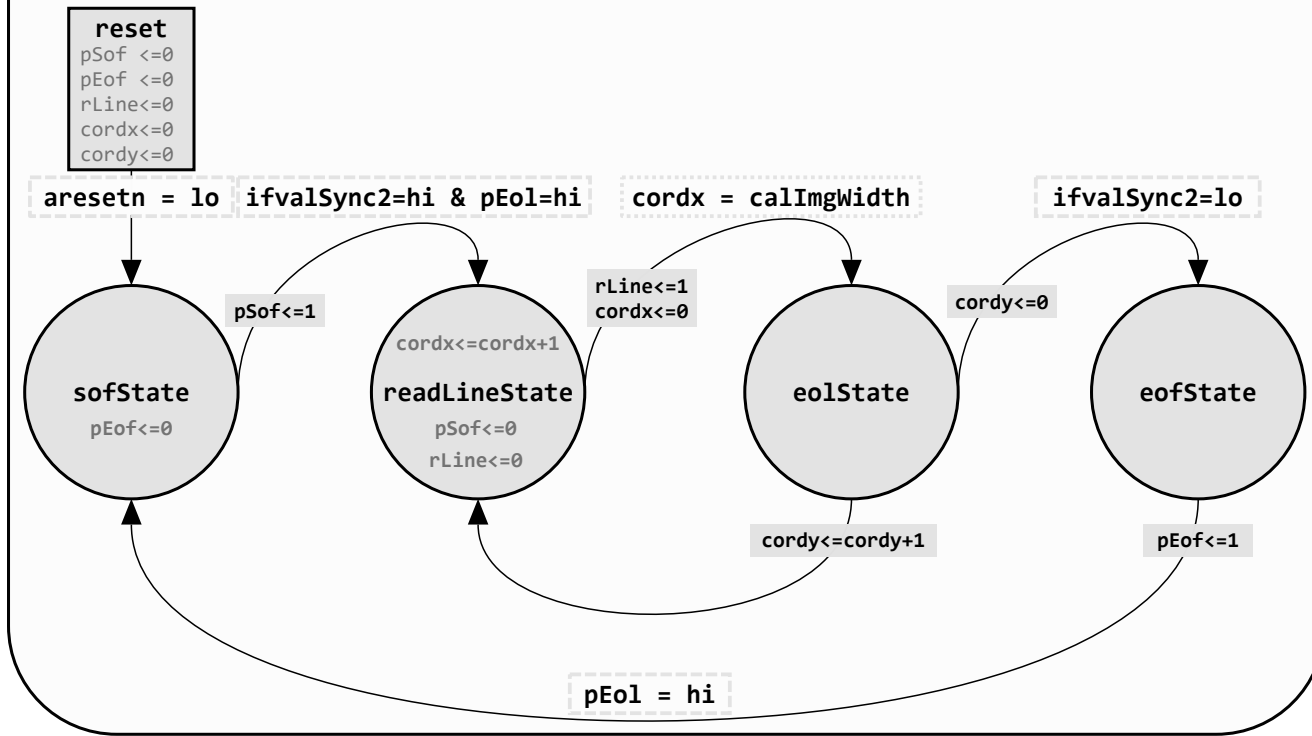 reset
pSof <=0
pEof <=0
rLine<=0
cordx<=0
cordy<=0
aresetn = lo
ifvalSync2=hi & pEol=hi
cordx = calImgWidth
ifvalSync2=lo
pSof<=1
rLine<=1
cordx<=0
cordy<=0
sofState
pEof<=0
cordx<=cordx+1
readLineState
pSof<=0
rLine<=0
eolState
eofState
cordy<=cordy+1
pEof<=1
pEol = hi